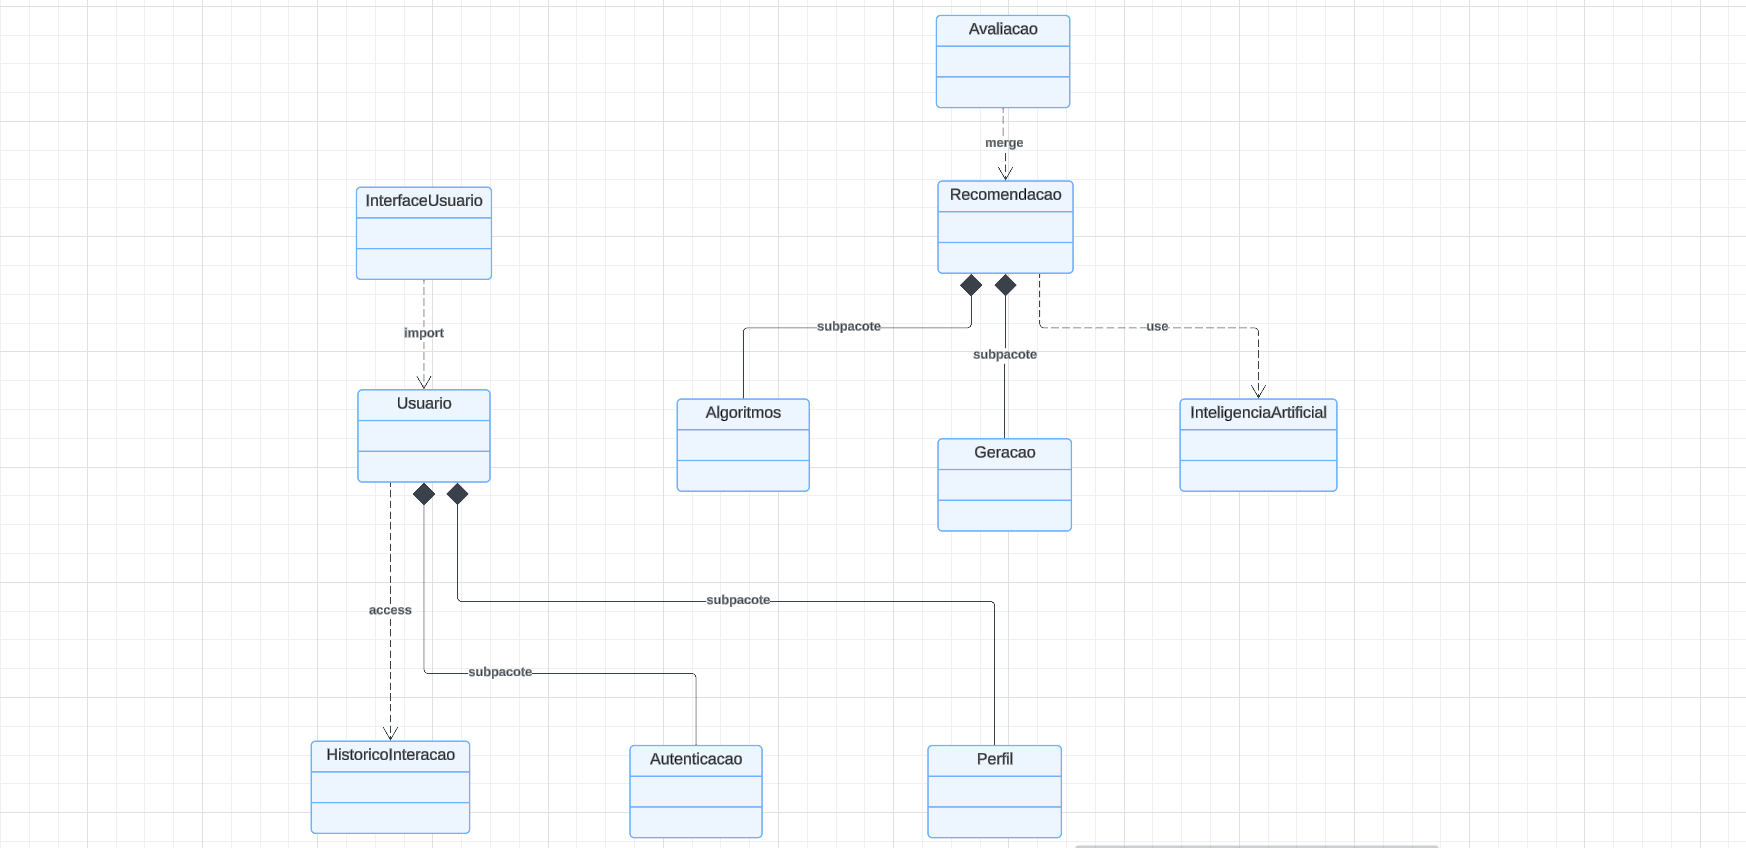 Avaliacao
merge
Recomendacao
InterfaceUsuario
import
subpacote
use
subpacote
Usuario
Algoritmos
InteligenciaArtificial
Geracao
subpacote
access
subpacote
HistoricoInteracao
Autenticacao
Perfil